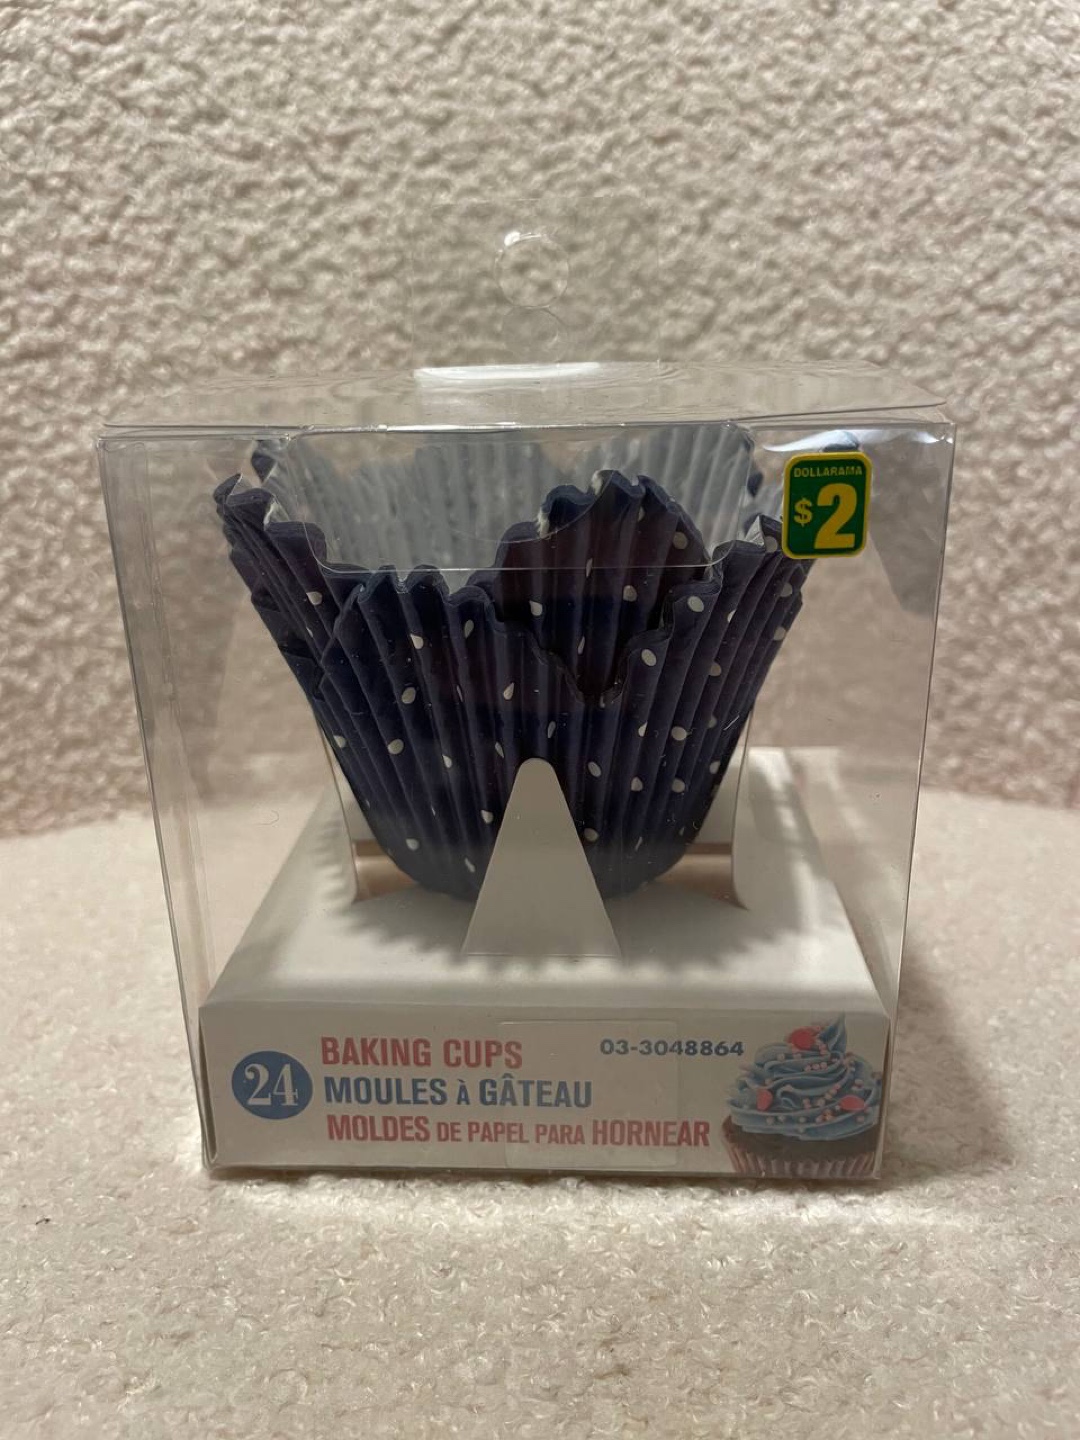 DOLLARAMA
$2
24
BAKING CUPS
03-3048864
MOULES À GÂTEAU
MOLDES DE PAPEL PARA HORNEAR